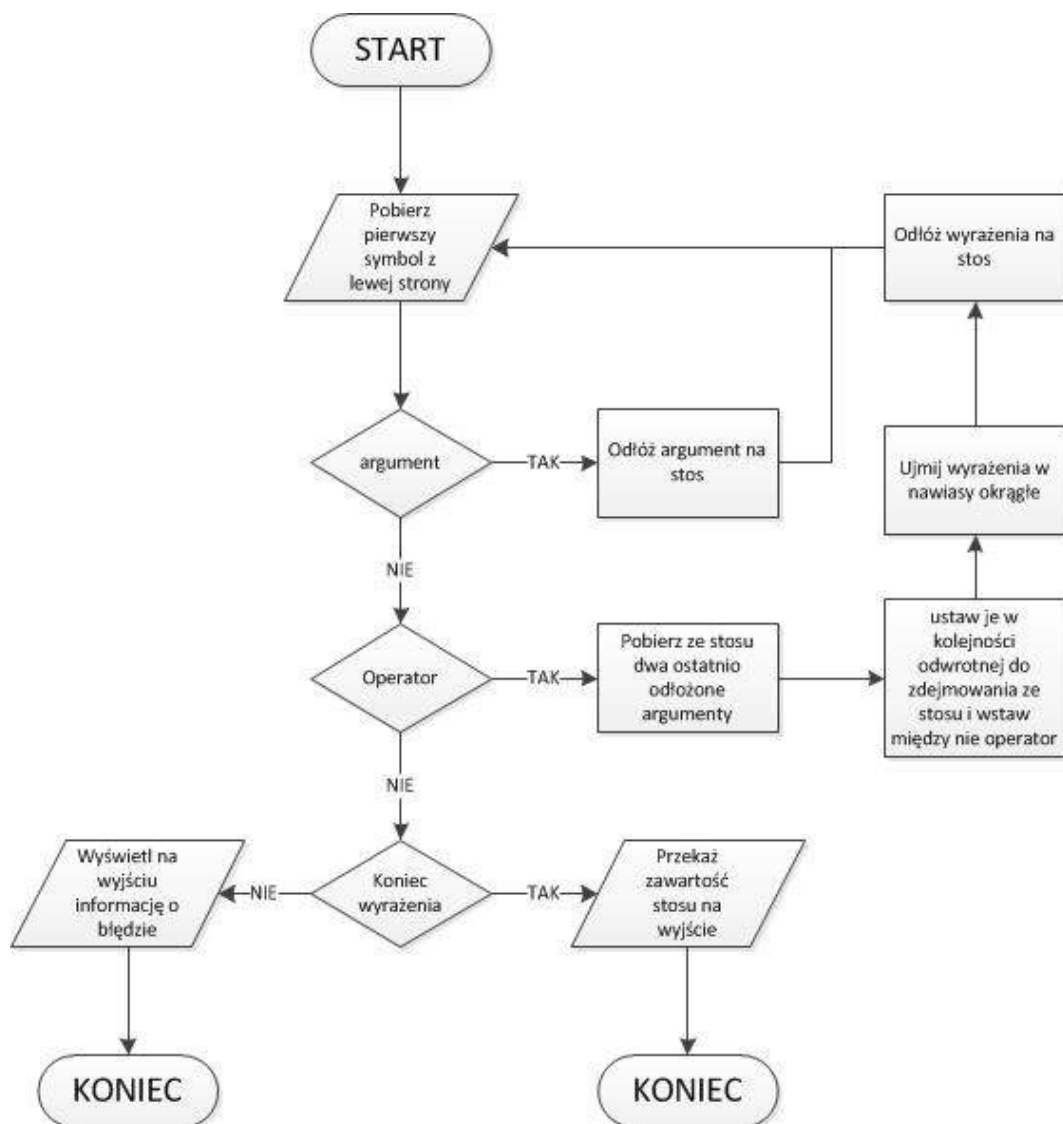 START
Pobierz
pierwszy
symbol z
lewej strony
Odłóż wyrażenia na
stos
argument
TAK
Odłóż argument na
stos
Ujmij wyrażenia w
nawiasy okrągłe
NIE
Operator
TAK
Pobierz ze stosu
dwa ostatnio
odłożone
argumenty
ustaw je w
kolejności
odwrotnej do
zdejmowania ze
stosu i wstaw
między nie operator
NIE
Wyświetl na
wyjściu
informację o
błędzie
NIE
Koniec
wyrażenia
TAK
Przekaż
zawartość
stosu na
wyjście
KONIEC
KONIEC